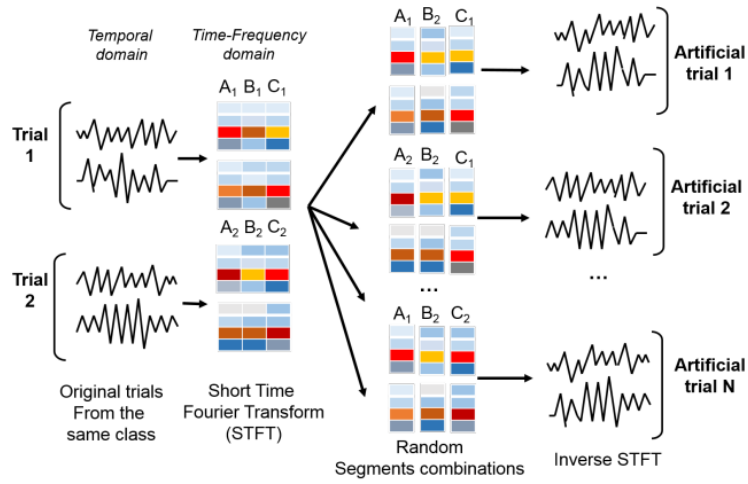 Temporal
domain
Time-Frequency
domain
A1 B1 C1
Trial
1
A2 B2 C2
Trial
2
Original trials
From the
same class
Short Time
Fourier Transform
(STFT)
A1 B2 C1
A2 B2 C1
...
A1 B2 C2
Random
Segments combinations
Artificial
trial 1
Artificial
trial 2
...
Artificial
trial N
Inverse STFT